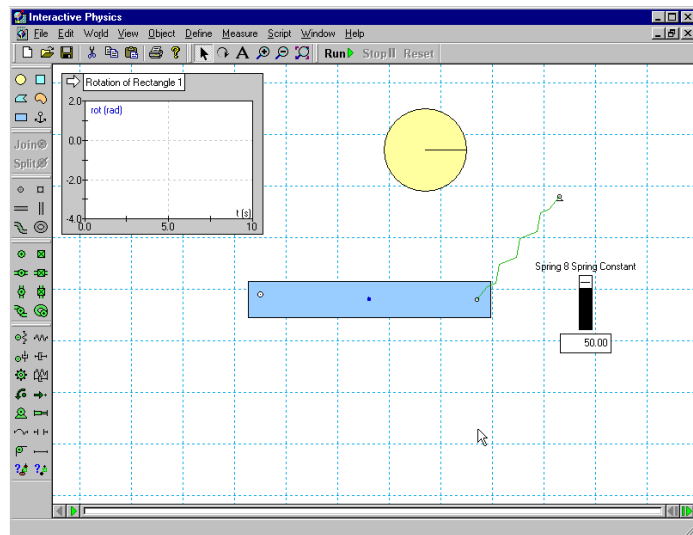 Interactive Physics
File Edit World View Object Define Measure Script Window Help
A Run Stop Reset
Join
Split
Rotation of Rectangle 1
2.0
rot (rad)
0.0
-2.0
-4.0
t (s)
0.0 5.0 10
Spring 8 Spring Constant
50.00